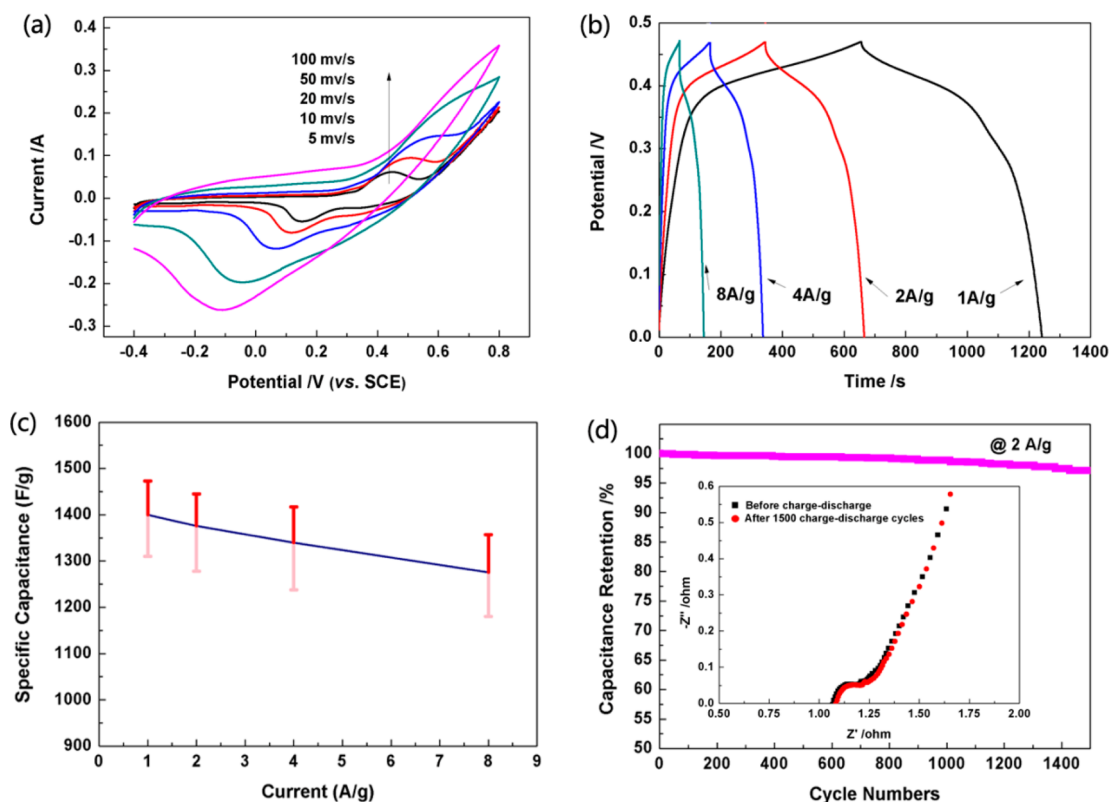 (a)
0.4
0.3
0.2
0.1
0.0
-0.1
-0.2
-0.3
Current /A
100 mv/s
50 mv/s
20 mv/s
10 mv/s
5 mv/s
-0.4 -0.2 0.0 0.2 0.4 0.6 0.8
Potential /V (vs. SCE)
(b)
0.5
0.4
0.3
0.2
0.1
0.0
Potential /V
8A/g 4A/g 2A/g 1A/g
0 200 400 600 800 1000 1200 1400
Time /s
(c)
1600
1500
1400
1300
1200
1100
1000
900
Specific Capacitance (F/g)
0 1 2 3 4 5 6 7 8 9
Current (A/g)
(d)
105
100
95
90
85
80
75
70
65
60
55
50
Capacitance Retention /%
@ 2 A/g
0.6
0.5
0.4
0.3
0.2
0.1
0.0
-Z'' /ohm
Before charge-discharge
After 1500 charge-discharge cycles
0.50 0.75 1.00 1.25 1.50 1.75 2.00
Z' /ohm
0 200 400 600 800 1000 1200 1400
Cycle Numbers